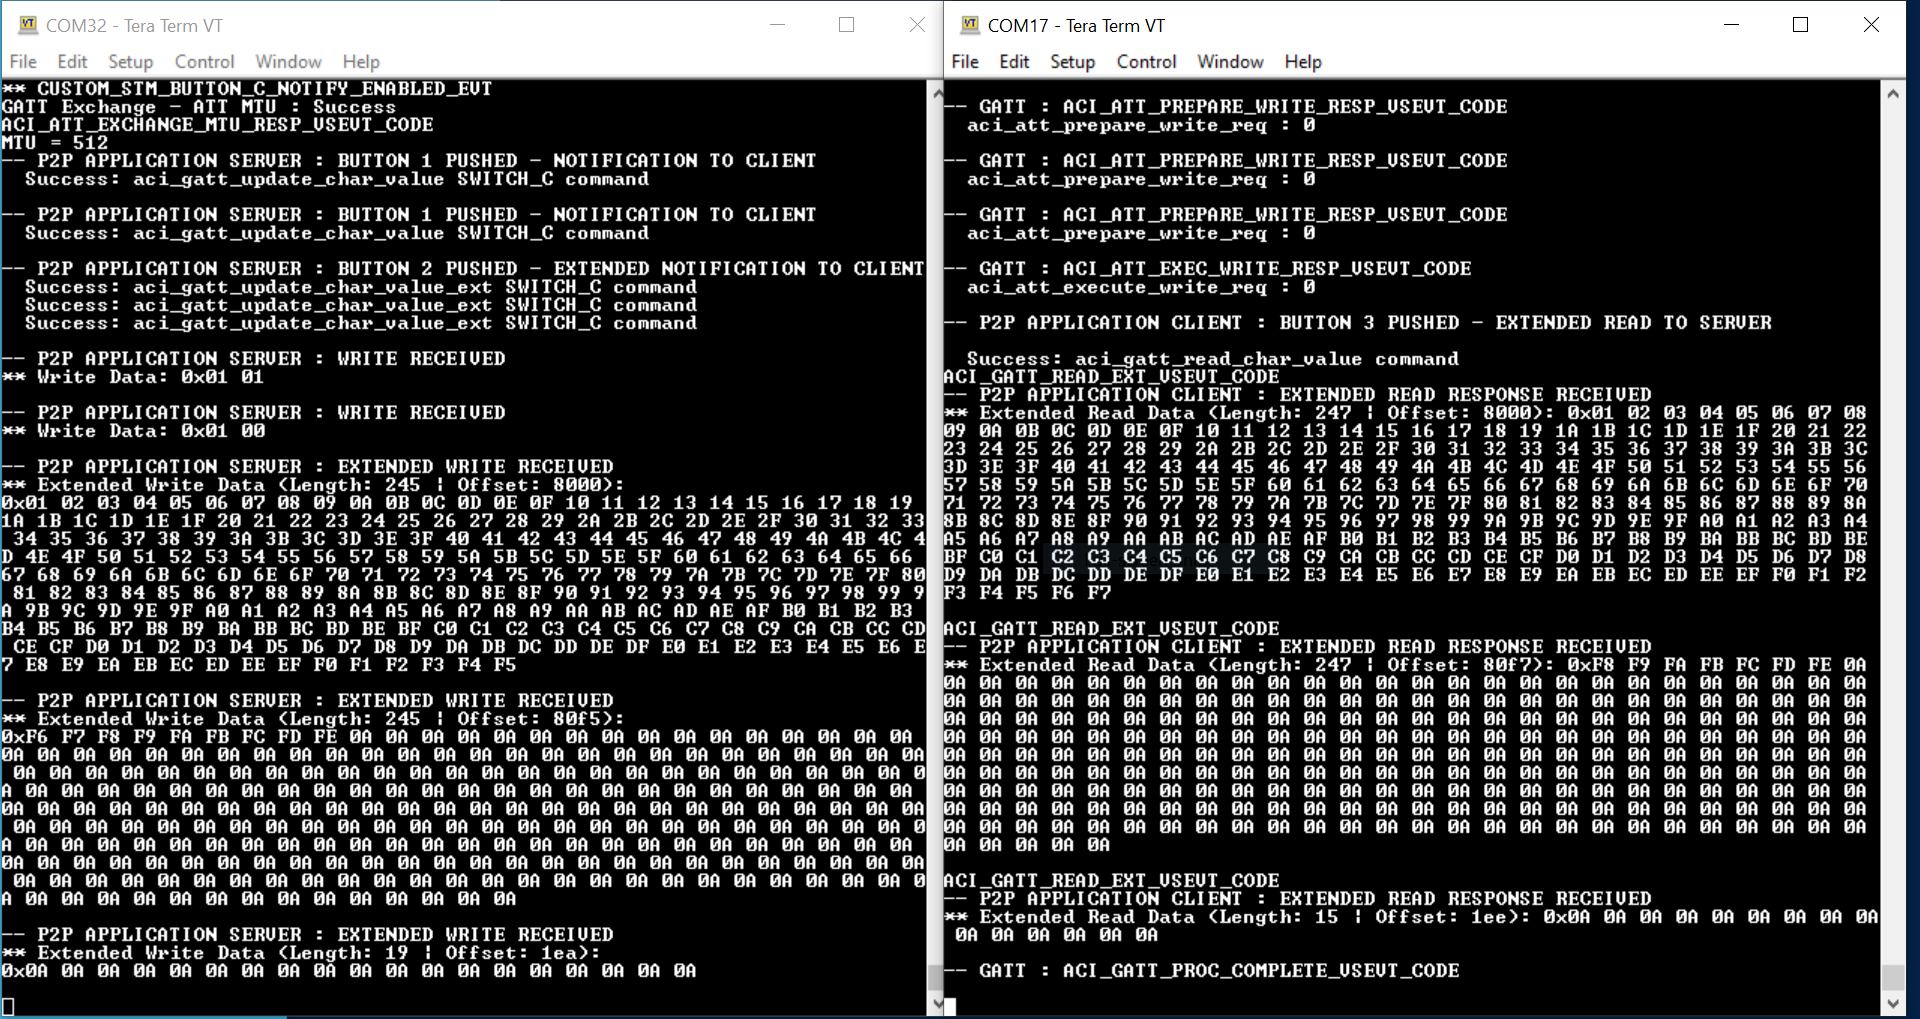 COM32 - Tera Term VT
File Edit Setup Control Window Help
** CUSTOM_STM_BUTTON_C_NOTIFY_ENABLED_EVT
GATT Exchange - ATT MTU : Success
ACI_ATT_EXCHANGE_MTU_RESP_VSEVT_CODE
MTU = 512
-- P2P APPLICATION SERVER : BUTTON 1 PUSHED - NOTIFICATION TO CLIENT
Success: aci_gatt_update_char_value SWITCH_C command
-- P2P APPLICATION SERVER : BUTTON 1 PUSHED - NOTIFICATION TO CLIENT
Success: aci_gatt_update_char_value SWITCH_C command
-- P2P APPLICATION SERVER : BUTTON 2 PUSHED - EXTENDED NOTIFICATION TO CLIENT
Success: aci_gatt_update_char_value_ext SWITCH_C command
Success: aci_gatt_update_char_value_ext SWITCH_C command
Success: aci_gatt_update_char_value_ext SWITCH_C command
-- P2P APPLICATION SERVER : WRITE RECEIVED
** Write Data: 0x01 01
-- P2P APPLICATION SERVER : WRITE RECEIVED
** Write Data: 0x01 00
-- P2P APPLICATION SERVER : EXTENDED WRITE RECEIVED
** Extended Write Data (Length: 245 | Offset: 8000):
0x01 02 03 04 05 06 07 08 09 0A 0B 0C 0D 0E 0F 10 11 12 13 14 15 16 17 18 19
1A 1B 1C 1D 1E 1F 20 21 22 23 24 25 26 27 28 29 2A 2B 2C 2D 2E 2F 30 31 32 33
34 35 36 37 38 39 3A 3B 3C 3D 3E 3F 40 41 42 43 44 45 46 47 48 49 4A 4B 4C 4
D 4E 4F 50 51 52 53 54 55 56 57 58 59 5A 5B 5C 5D 5E 5F 60 61 62 63 64 65 66
67 68 69 6A 6B 6C 6D 6E 6F 70 71 72 73 74 75 76 77 78 79 7A 7B 7C 7D 7E 7F 80
81 82 83 84 85 86 87 88 89 8A 8B 8C 8D 8E 8F 90 91 92 93 94 95 96 97 98 99 9
A 9B 9C 9D 9E 9F A0 A1 A2 A3 A4 A5 A6 A7 A8 A9 AA AB AC AD AE AF B0 B1 B2 B3
B4 B5 B6 B7 B8 B9 BA BB BC BD BE BF C0 C1 C2 C3 C4 C5 C6 C7 C8 C9 CA CB CC CD
CE CF D0 D1 D2 D3 D4 D5 D6 D7 D8 D9 DA DB DC DD DE DF E0 E1 E2 E3 E4 E5 E6 E
7 E8 E9 EA EB EC ED EE EF F0 F1 F2 F3 F4 F5
-- P2P APPLICATION SERVER : EXTENDED WRITE RECEIVED
** Extended Write Data (Length: 245 | Offset: 80f5):
0xF6 F7 F8 F9 FA FB FC FD FE 0A 0A 0A 0A 0A 0A 0A 0A 0A 0A 0A 0A 0A 0A 0A 0A
0A 0A 0A 0A 0A 0A 0A 0A 0A 0A 0A 0A 0A 0A 0A 0A 0A 0A 0A 0A 0A 0A 0A 0A 0A 0A
0A 0A 0A 0A 0A 0A 0A 0A 0A 0A 0A 0A 0A 0A 0A 0A 0A 0A 0A 0A 0A 0A 0A 0A 0A 0
A 0A 0A 0A 0A 0A 0A 0A 0A 0A 0A 0A 0A 0A 0A 0A 0A 0A 0A 0A 0A 0A 0A 0A 0A 0A
0A 0A 0A 0A 0A 0A 0A 0A 0A 0A 0A 0A 0A 0A 0A 0A 0A 0A 0A 0A 0A 0A 0A 0A 0A 0A
0A 0A 0A 0A 0A 0A 0A 0A 0A 0A 0A 0A 0A 0A 0A 0A 0A 0A 0A 0A 0A 0A 0A 0A 0A 0
A 0A 0A 0A 0A 0A 0A 0A 0A 0A 0A 0A 0A 0A 0A 0A 0A 0A 0A 0A 0A 0A 0A 0A 0A 0A
0A 0A 0A 0A 0A 0A 0A 0A 0A 0A 0A 0A 0A 0A 0A 0A 0A 0A 0A 0A 0A 0A 0A 0A 0A 0A
0A 0A 0A 0A 0A 0A 0A 0A 0A 0A 0A 0A 0A 0A 0A 0A 0A 0A 0A 0A 0A 0A 0A 0A 0A 0
A 0A 0A 0A 0A 0A 0A 0A 0A 0A 0A 0A 0A 0A 0A
-- P2P APPLICATION SERVER : EXTENDED WRITE RECEIVED
** Extended Write Data (Length: 19 | Offset: 1ea):
0x0A 0A 0A 0A 0A 0A 0A 0A 0A 0A 0A 0A 0A 0A 0A 0A 0A 0A 0A
COM17 - Tera Term VT
File Edit Setup Control Window Help
-- GATT : ACI_ATT_PREPARE_WRITE_RESP_VSEVT_CODE
aci_att_prepare_write_req : 0
-- GATT : ACI_ATT_PREPARE_WRITE_RESP_VSEVT_CODE
aci_att_prepare_write_req : 0
-- GATT : ACI_ATT_PREPARE_WRITE_RESP_VSEVT_CODE
aci_att_prepare_write_req : 0
-- GATT : ACI_ATT_EXEC_WRITE_RESP_VSEVT_CODE
aci_att_execute_write_req : 0
-- P2P APPLICATION CLIENT : BUTTON 3 PUSHED - EXTENDED READ TO SERVER
Success: aci_gatt_read_char_value command
ACI_GATT_READ_EXT_VSEVT_CODE
-- P2P APPLICATION CLIENT : EXTENDED READ RESPONSE RECEIVED
** Extended Read Data (Length: 247 | Offset: 8000): 0x01 02 03 04 05 06 07 08
09 0A 0B 0C 0D 0E 0F 10 11 12 13 14 15 16 17 18 19 1A 1B 1C 1D 1E 1F 20 21 22
23 24 25 26 27 28 29 2A 2B 2C 2D 2E 2F 30 31 32 33 34 35 36 37 38 39 3A 3B 3C
3D 3E 3F 40 41 42 43 44 45 46 47 48 49 4A 4B 4C 4D 4E 4F 50 51 52 53 54 55 56
57 58 59 5A 5B 5C 5D 5E 5F 60 61 62 63 64 65 66 67 68 69 6A 6B 6C 6D 6E 6F 70
71 72 73 74 75 76 77 78 79 7A 7B 7C 7D 7E 7F 80 81 82 83 84 85 86 87 88 89 8A
8B 8C 8D 8E 8F 90 91 92 93 94 95 96 97 98 99 9A 9B 9C 9D 9E 9F A0 A1 A2 A3 A4
A5 A6 A7 A8 A9 AA AB AC AD AE AF B0 B1 B2 B3 B4 B5 B6 B7 B8 B9 BA BB BC BD BE
BF C0 C1 C2 C3 C4 C5 C6 C7 C8 C9 CA CB CC CD CE CF D0 D1 D2 D3 D4 D5 D6 D7 D8
D9 DA DB DC DD DE DF E0 E1 E2 E3 E4 E5 E6 E7 E8 E9 EA EB EC ED EE EF F0 F1 F2
F3 F4 F5 F6 F7
ACI_GATT_READ_EXT_VSEVT_CODE
-- P2P APPLICATION CLIENT : EXTENDED READ RESPONSE RECEIVED
** Extended Read Data (Length: 247 | Offset: 80f7): 0xF8 F9 FA FB FC FD FE 0A
0A 0A 0A 0A 0A 0A 0A 0A 0A 0A 0A 0A 0A 0A 0A 0A 0A 0A 0A 0A 0A 0A 0A 0A 0A 0A
0A 0A 0A 0A 0A 0A 0A 0A 0A 0A 0A 0A 0A 0A 0A 0A 0A 0A 0A 0A 0A 0A 0A 0A 0A 0A
0A 0A 0A 0A 0A 0A 0A 0A 0A 0A 0A 0A 0A 0A 0A 0A 0A 0A 0A 0A 0A 0A 0A 0A 0A 0A
0A 0A 0A 0A 0A 0A 0A 0A 0A 0A 0A 0A 0A 0A 0A 0A 0A 0A 0A 0A 0A 0A 0A 0A 0A 0A
0A 0A 0A 0A 0A 0A 0A 0A 0A 0A 0A 0A 0A 0A 0A 0A 0A 0A 0A 0A 0A 0A 0A 0A 0A 0A
0A 0A 0A 0A 0A 0A 0A 0A 0A 0A 0A 0A 0A 0A 0A 0A 0A 0A 0A 0A 0A 0A 0A 0A 0A 0A
0A 0A 0A 0A 0A 0A 0A 0A 0A 0A 0A 0A 0A 0A 0A 0A 0A 0A 0A 0A 0A 0A 0A 0A 0A 0A
0A 0A 0A 0A 0A 0A 0A 0A 0A 0A 0A 0A 0A 0A 0A 0A 0A 0A 0A 0A 0A 0A 0A 0A 0A 0A
0A 0A 0A 0A 0A 0A 0A 0A 0A 0A 0A 0A 0A 0A 0A 0A 0A 0A 0A 0A 0A 0A 0A 0A 0A 0A
0A 0A 0A 0A 0A
ACI_GATT_READ_EXT_VSEVT_CODE
-- P2P APPLICATION CLIENT : EXTENDED READ RESPONSE RECEIVED
** Extended Read Data (Length: 15 | Offset: 1ee): 0x0A 0A 0A 0A 0A 0A 0A 0A 0A
0A 0A 0A 0A 0A 0A
-- GATT : ACI_GATT_PROC_COMPLETE_VSEVT_CODE